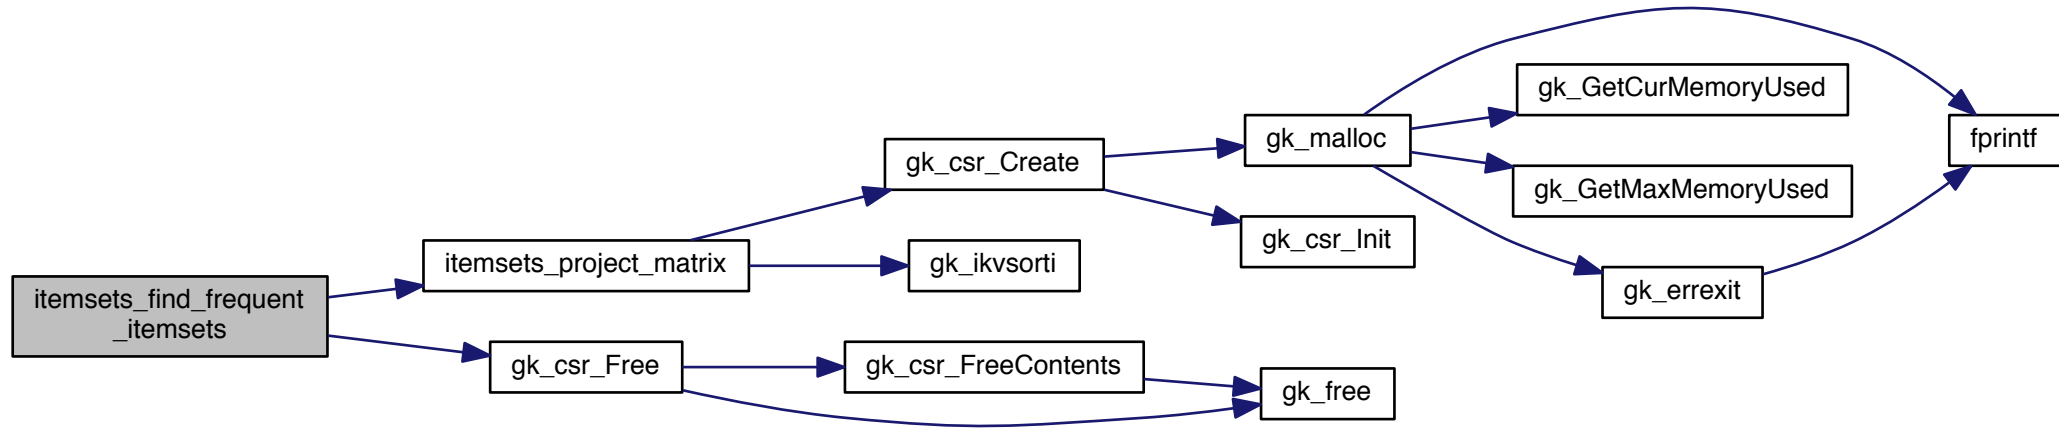 itemsets_find_frequent
_itemsets
itemsets_project_matrix
gk_csr_Free
gk_csr_Create
gk_ikvsorti
gk_csr_FreeContents
gk_malloc
gk_csr_Init
gk_free
gk_GetCurMemoryUsed
gk_GetMaxMemoryUsed
gk_errexit
fprintf